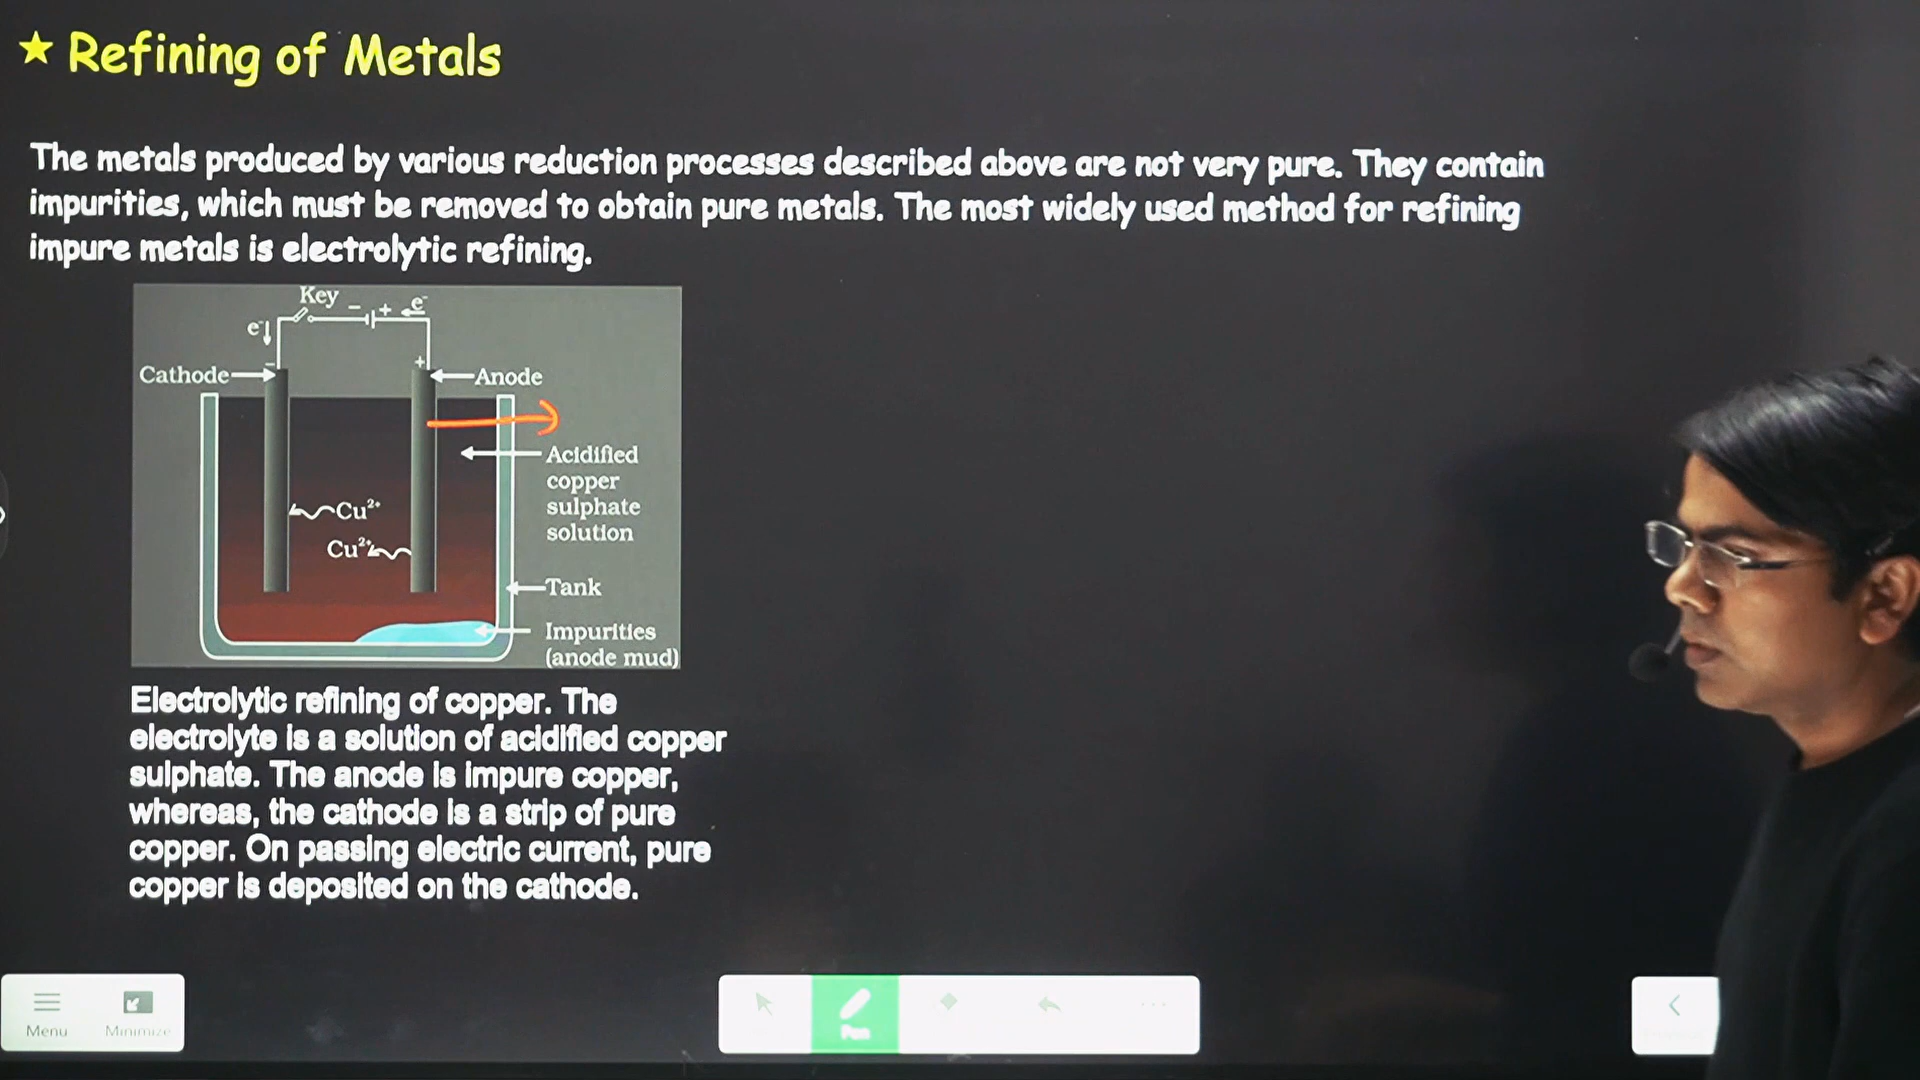 ★ Refining of Metals
The metals produced by various reduction processes described above are not very pure. They contain
impurities, which must be removed to obtain pure metals. The most widely used method for refining
impure metals is electrolytic refining.
Key
− + e⁻
e⁻
− +
Cathode
Anode
Acidified
copper
sulphate
solution
Cu²⁺
Cu²⁺
Tank
Impurities
(anode mud)
Electrolytic refining of copper. The
electrolyte is a solution of acidified copper
sulphate. The anode is impure copper,
whereas, the cathode is a strip of pure
copper. On passing electric current, pure
copper is deposited on the cathode.
Menu
Minimize
Pen